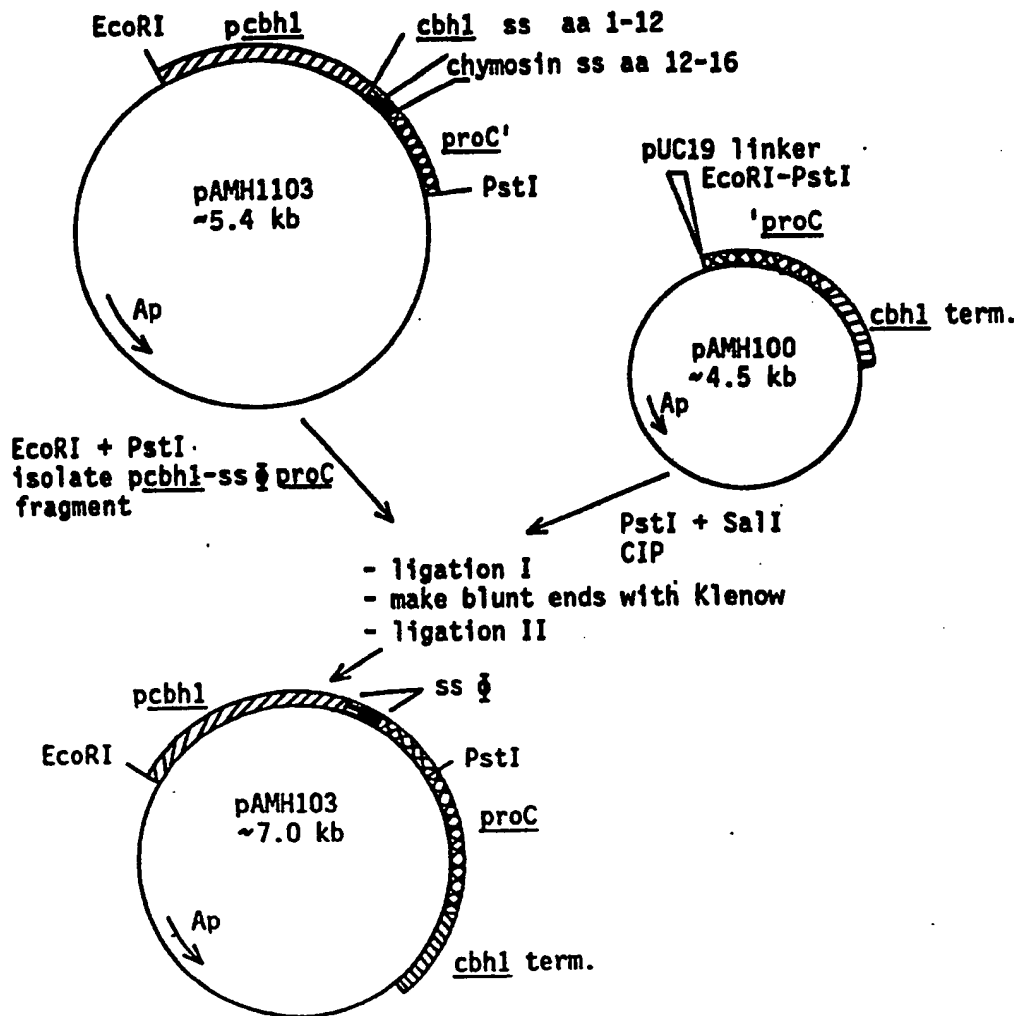 EcoRI
pcbh1
cbh1 ss aa 1-12
chymosin ss aa 12-16
proC'
PstI
pAMH1103
~5.4 kb
Ap
pUC19 linker
EcoRI-PstI
'proC
cbh1 term.
pAMH100
~4.5 kb
Ap
EcoRI + PstI
isolate pcbh1-ss Φ proC
fragment
PstI + SalI
CIP
- ligation I
- make blunt ends with Klenow
- ligation II
pcbh1
ss Φ
EcoRI
PstI
pAMH103
~7.0 kb
proC
Ap
cbh1 term.